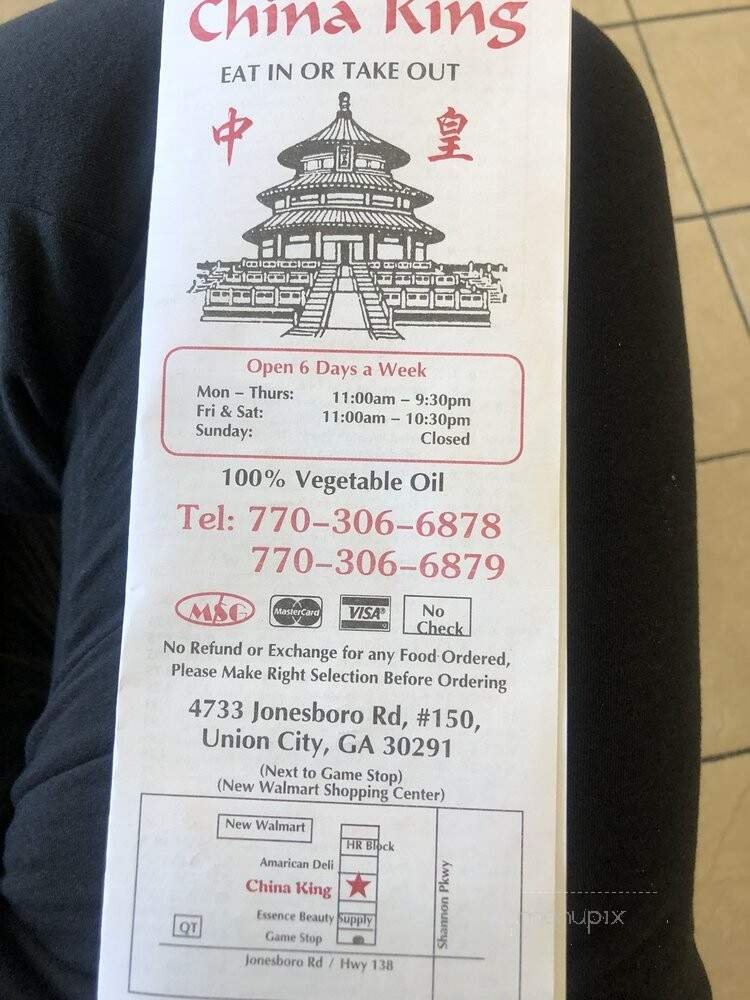 China King
EAT IN OR TAKE OUT
中 皇
Open 6 Days a Week
Mon – Thurs: 11:00am – 9:30pm
Fri & Sat: 11:00am – 10:30pm
Sunday: Closed
100% Vegetable Oil
Tel: 770-306-6878
770-306-6879
MSG MasterCard VISA No
Check
No Refund or Exchange for any Food Ordered,
Please Make Right Selection Before Ordering
4733 Jonesboro Rd, #150,
Union City, GA 30291
(Next to Game Stop)
(New Walmart Shopping Center)
New Walmart
HR Block
Amarican Deli
China King
Essence Beauty Supply
QT
Game Stop
Shannon Pkwy
Jonesboro Rd / Hwy 138
menupix